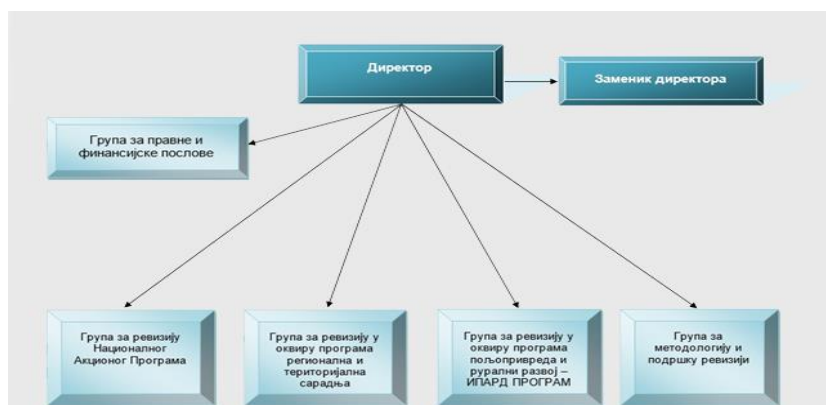 Директор
Заменик директора
Група за правне и
финансијске послове
Група за ревизију
Националног
Акционог Програма
Група за ревизију у
оквиру програма
регионална и
територијална
сарадња
Група за ревизију у
оквиру програма
пољопривреда и
рурални развој –
ИПАРД ПРОГРАМ
Група за
методологију и
подршку ревизији